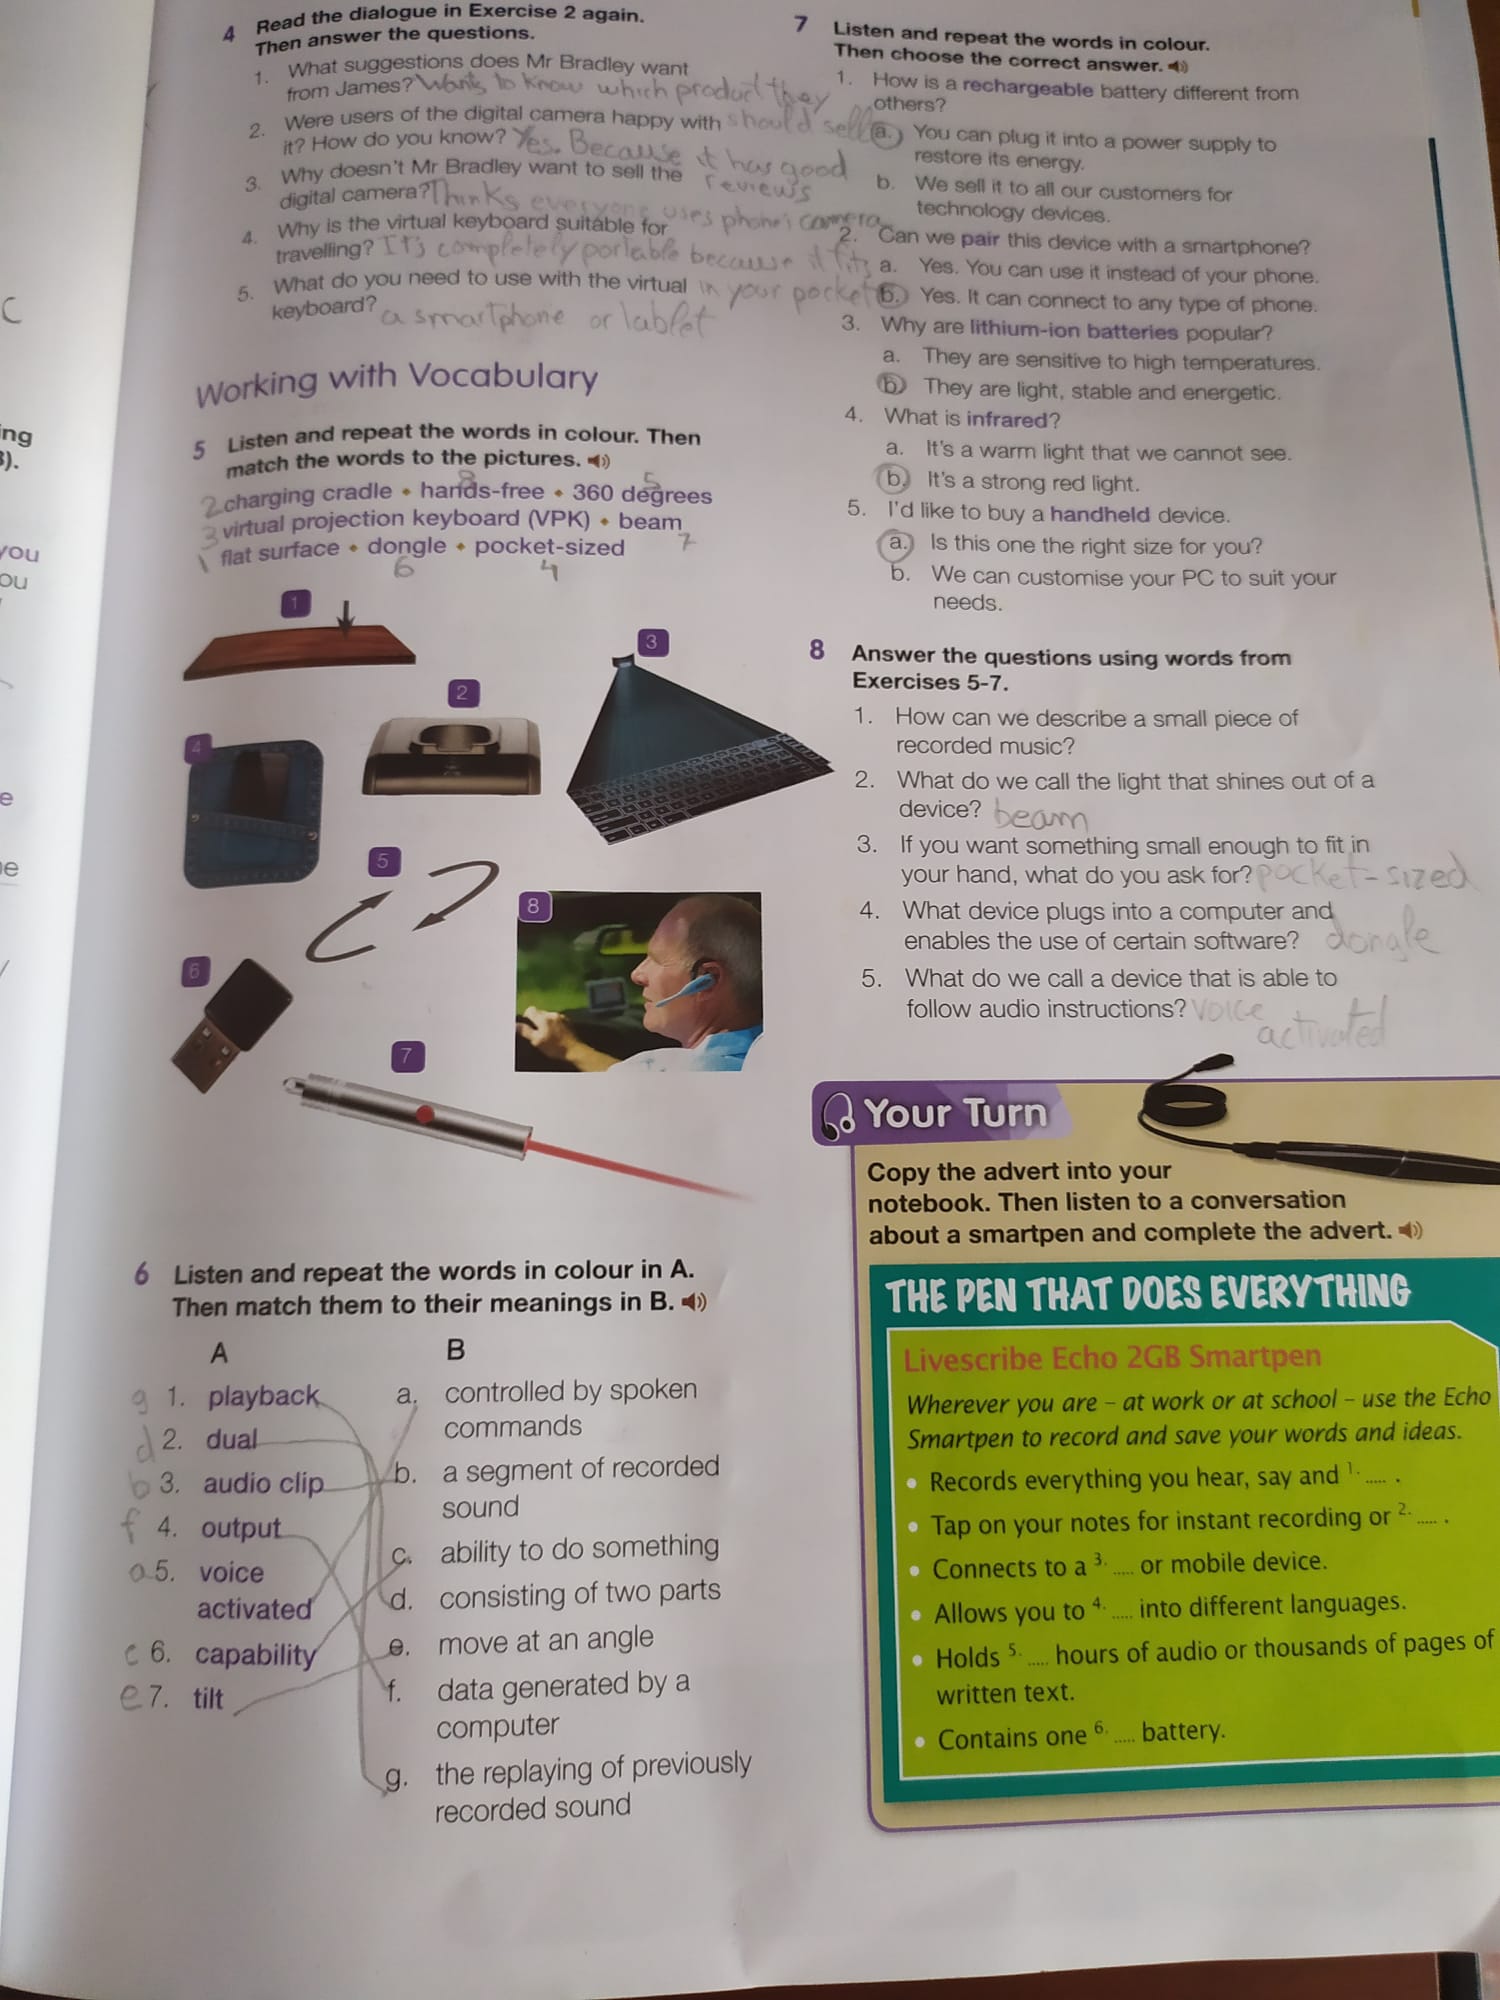 4 Read the dialogue in Exercise 2 again.
Then answer the questions.
1. What suggestions does Mr Bradley want
from James? Wants to know which product they
should sell
2. Were users of the digital camera happy with
it? How do you know? Yes. Because it has good
reviews
3. Why doesn't Mr Bradley want to sell the
digital camera? Thinks everyone uses phone's camera
4. Why is the virtual keyboard suitable for
travelling? It's completely portable because it fits
in your pocket
5. What do you need to use with the virtual
keyboard? a smartphone or tablet
Working with Vocabulary
5 Listen and repeat the words in colour. Then
match the words to the pictures.
8 5
2 charging cradle • hands-free • 360 degrees
3 virtual projection keyboard (VPK) • beam
7
1 flat surface • dongle • pocket-sized
6 4
1
2
3
4
5
6
7
8
6 Listen and repeat the words in colour in A.
Then match them to their meanings in B.
A
g 1. playback
d 2. dual
b 3. audio clip
f 4. output
a 5. voice
activated
c 6. capability
e 7. tilt
B
a. controlled by spoken
commands
b. a segment of recorded
sound
c. ability to do something
d. consisting of two parts
e. move at an angle
f. data generated by a
computer
g. the replaying of previously
recorded sound
7 Listen and repeat the words in colour.
Then choose the correct answer.
1. How is a rechargeable battery different from
others?
a. You can plug it into a power supply to
restore its energy.
b. We sell it to all our customers for
technology devices.
2. Can we pair this device with a smartphone?
a. Yes. You can use it instead of your phone.
b. Yes. It can connect to any type of phone.
3. Why are lithium-ion batteries popular?
a. They are sensitive to high temperatures.
b. They are light, stable and energetic.
4. What is infrared?
a. It's a warm light that we cannot see.
b. It's a strong red light.
5. I'd like to buy a handheld device.
a. Is this one the right size for you?
b. We can customise your PC to suit your
needs.
8 Answer the questions using words from
Exercises 5-7.
1. How can we describe a small piece of
recorded music?
2. What do we call the light that shines out of a
device? beam
3. If you want something small enough to fit in
your hand, what do you ask for? pocket-sized
4. What device plugs into a computer and
enables the use of certain software? dongle
5. What do we call a device that is able to
follow audio instructions? voice
activated
Your Turn
Copy the advert into your
notebook. Then listen to a conversation
about a smartpen and complete the advert.
THE PEN THAT DOES EVERYTHING
Livescribe Echo 2GB Smartpen
Wherever you are – at work or at school – use the Echo
Smartpen to record and save your words and ideas.
• Records everything you hear, say and 1. ..... .
• Tap on your notes for instant recording or 2. ..... .
• Connects to a 3. ..... or mobile device.
• Allows you to 4. ..... into different languages.
• Holds 5. ..... hours of audio or thousands of pages of
written text.
• Contains one 6. ..... battery.